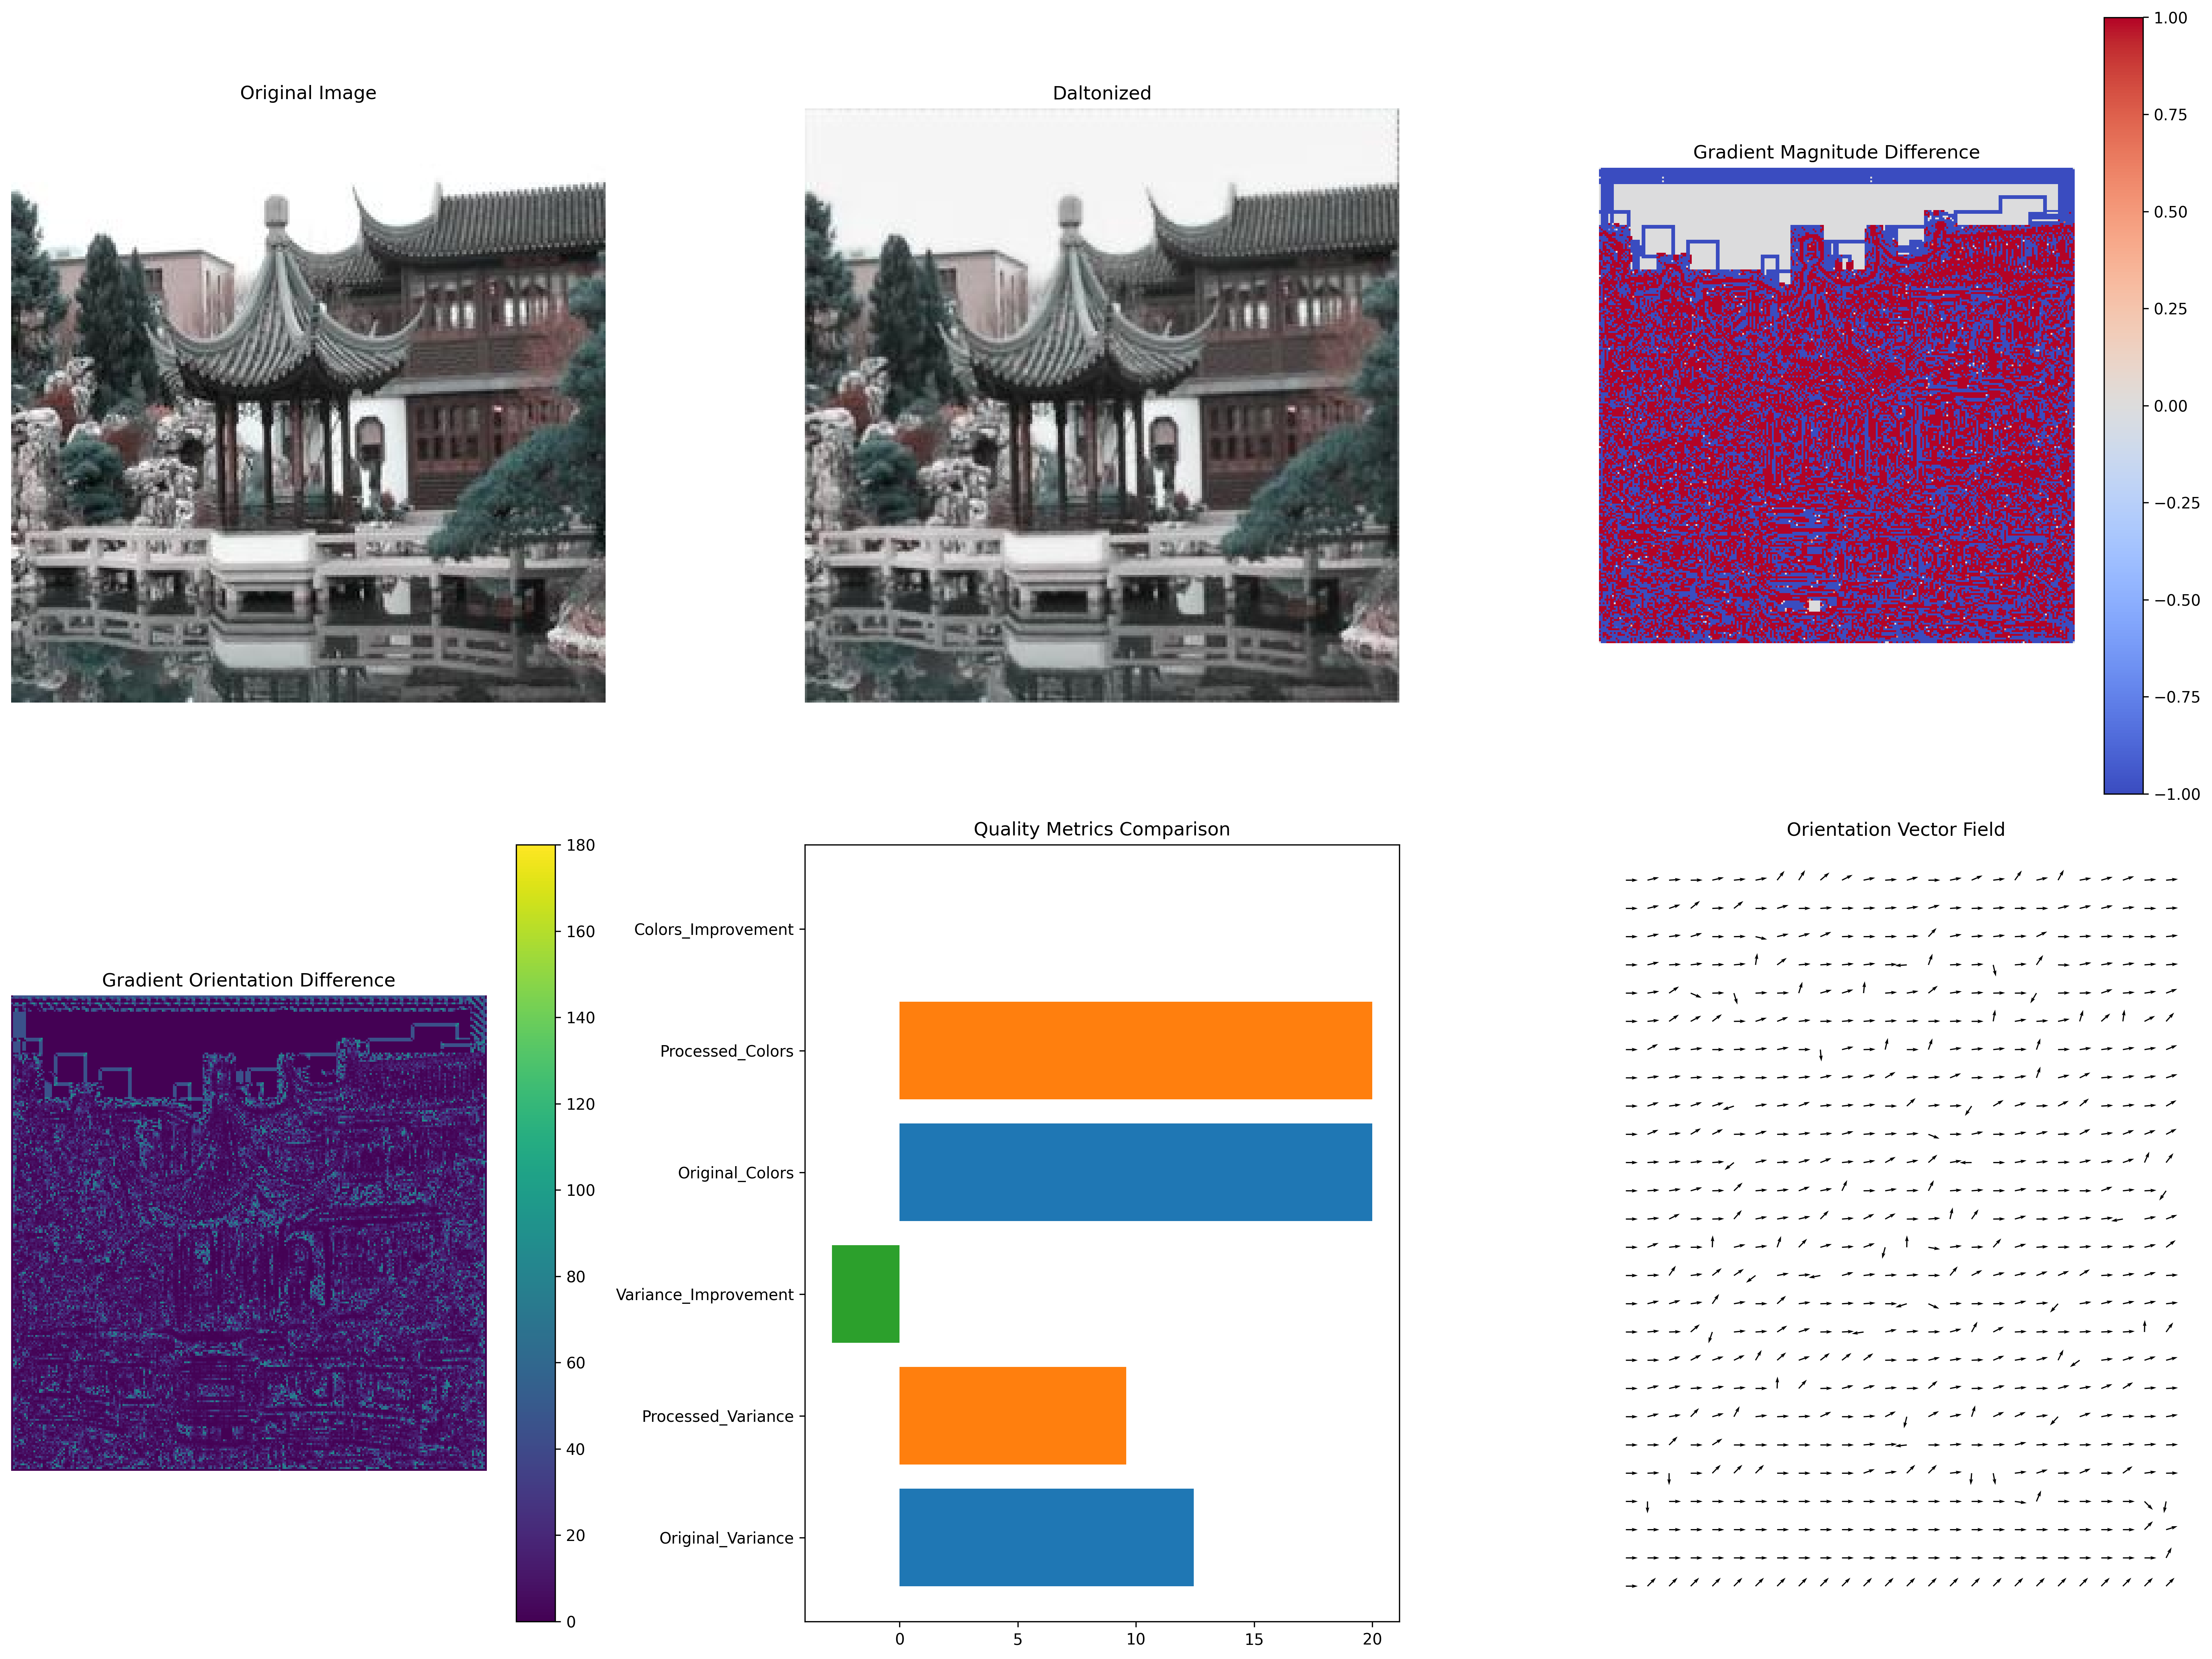 Original Image
Daltonized
Gradient Magnitude Difference
1.00
0.75
0.50
0.25
0.00
−0.25
−0.50
−0.75
−1.00
Gradient Orientation Difference
180
160
140
120
100
80
60
40
20
0
Quality Metrics Comparison
Colors_Improvement
Processed_Colors
Original_Colors
Variance_Improvement
Processed_Variance
Original_Variance
0 5 10 15 20
Orientation Vector Field